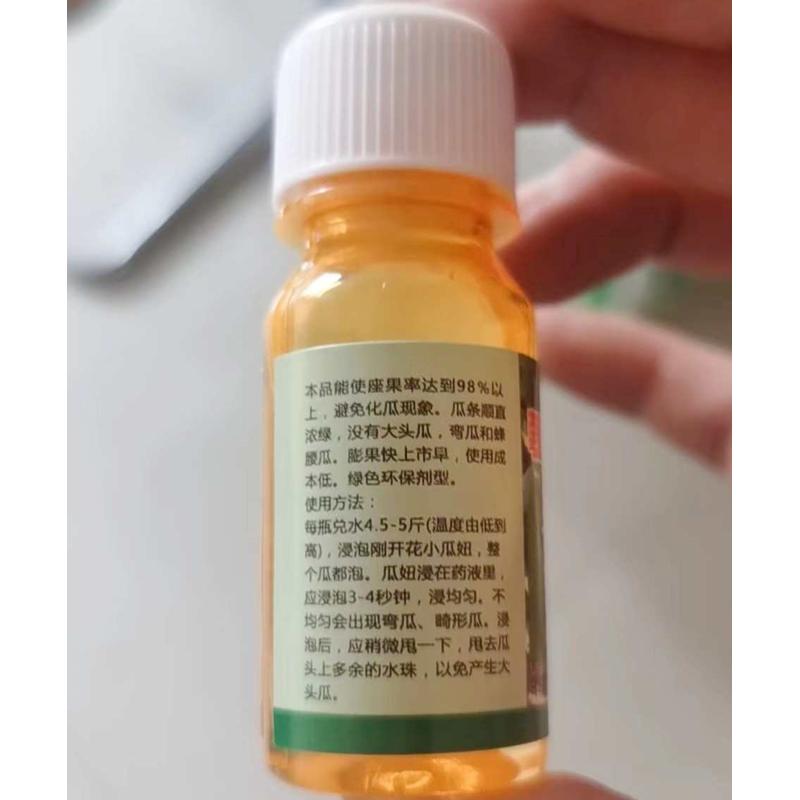 本品能使座果率达到98%以
上，避免化瓜现象。瓜条顺直
浓绿，没有大头瓜，弯瓜和蜂
腰瓜。膨果快上市早，使用成
本低。绿色环保剂型。
使用方法：
每瓶兑水4.5-5斤(温度由低到
高)，浸泡刚开花小瓜妞，整
个瓜都泡。瓜妞浸在药液里，
应浸泡3-4秒钟，浸均匀。不
均匀会出现弯瓜、畸形瓜。浸
泡后，应稍微甩一下，甩去瓜
头上多余的水珠，以免产生大
头瓜。